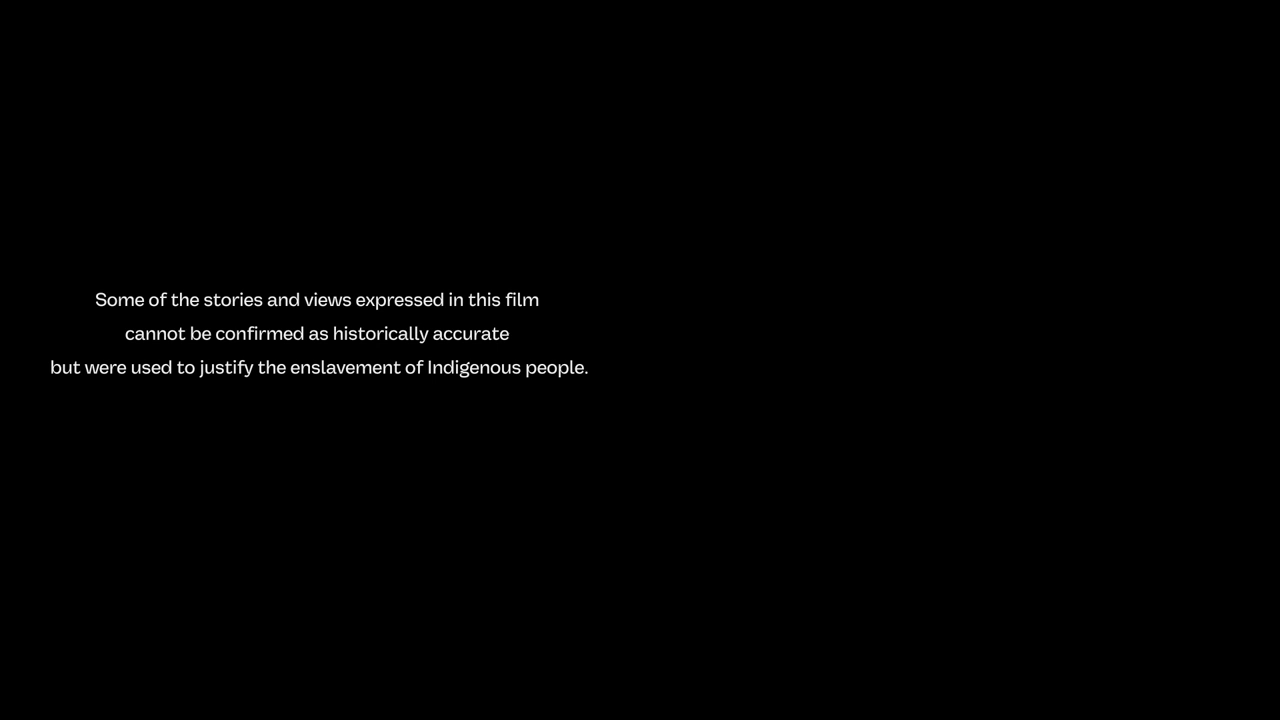 Some of the stories and views expressed in this film
cannot be confirmed as historically accurate
but were used to justify the enslavement of Indigenous people.